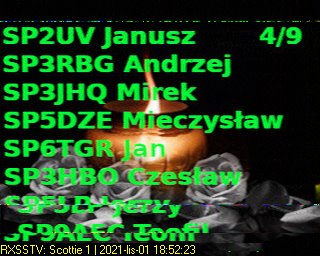 SP2UV Janusz 4/9
SP3RBG Andrzej
SP3JHQ Mirek
SP5DZE Mieczysław
SP6TGR Jan
SP3HBO Czesław
RXSSTV: Scottie 1 | 2021-lis-01 18:52:23